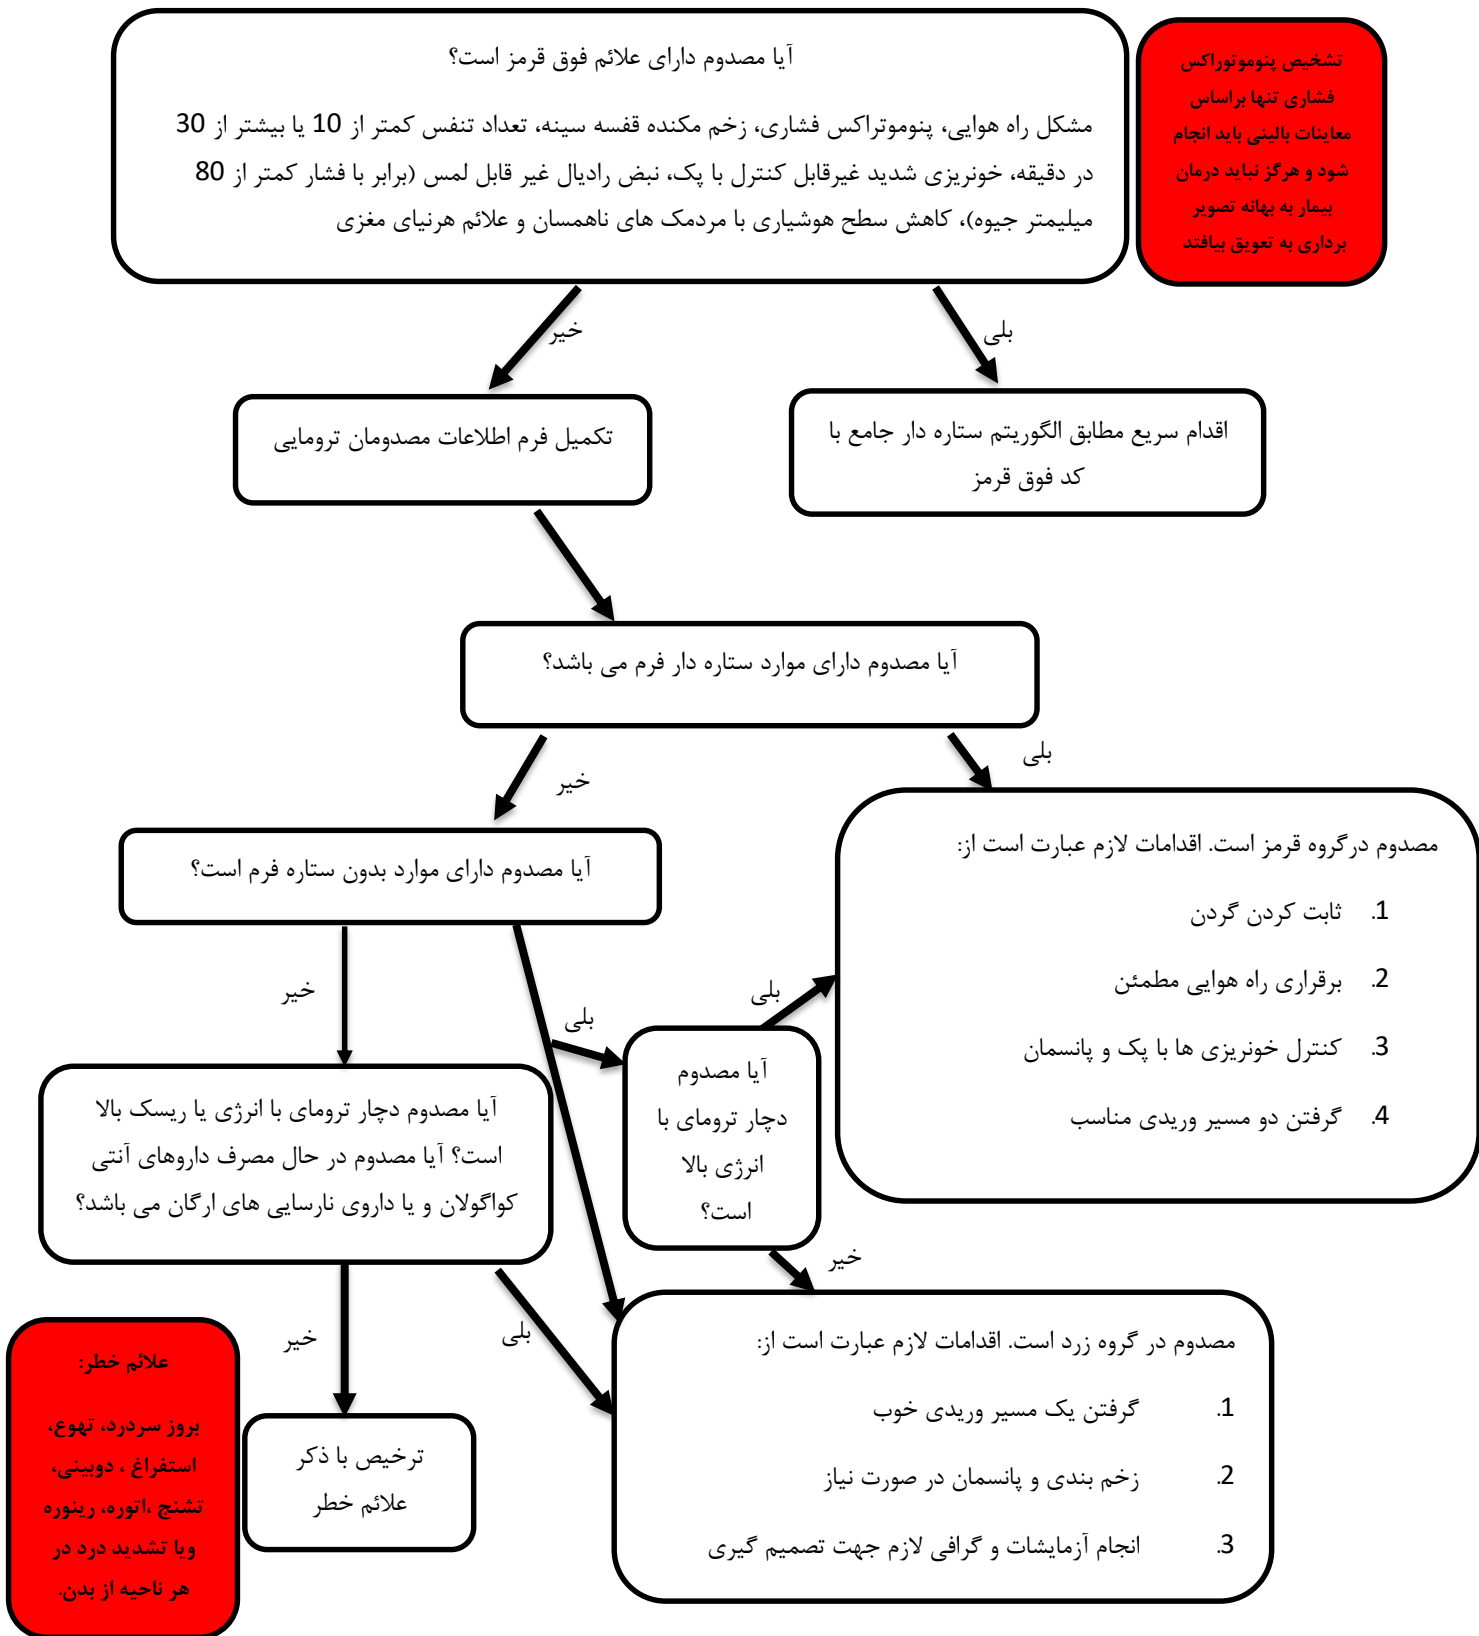 آیا مصدوم دارای علائم فوق قرمز است؟
مشکل راه هوایی، پنوموتراکس فشاری، زخم مکنده قفسه سینه، تعداد تنفس کمتر از 10 یا بیشتر از 30
در دقیقه، خونریزی شدید غیرقابل کنترل با پک، نبض رادیال غیر قابل لمس (برابر با فشار کمتر از 80
میلیمتر جیوه)، کاهش سطح هوشیاری با مردمک های ناهمسان و علائم هرنیای مغزی
تشخیص پنوموتوراکس
فشاری تنها براساس
معاینات بالینی باید انجام
شود و هرگز نباید درمان
بیمار به بهانه تصویر
برداری به تعویق بیافتد
بلی
خیر
اقدام سریع مطابق الگوریتم ستاره دار جامع با
کد فوق قرمز
تکمیل فرم اطلاعات مصدومان ترومایی
آیا مصدوم دارای موارد ستاره دار فرم می باشد؟
بلی
خیر
مصدوم درگروه قرمز است. اقدامات لازم عبارت است از:
1. ثابت کردن گردن
2. برقراری راه هوایی مطمئن
3. کنترل خونریزی ها با پک و پانسمان
4. گرفتن دو مسیر وریدی مناسب
آیا مصدوم دارای موارد بدون ستاره فرم است؟
بلی
بلی
خیر
آیا مصدوم
دچار ترومای با
انرژی بالا
است؟
خیر
آیا مصدوم دچار ترومای با انرژی یا ریسک بالا
است؟ آیا مصدوم در حال مصرف داروهای آنتی
کواگولان و یا داروی نارسایی های ارگان می باشد؟
بلی
خیر
مصدوم در گروه زرد است. اقدامات لازم عبارت است از:
1. گرفتن یک مسیر وریدی خوب
2. زخم بندی و پانسمان در صورت نیاز
3. انجام آزمایشات و گرافی لازم جهت تصمیم گیری
ترخیص با ذکر
علائم خطر
علائم خطر:
بروز سردرد، تهوع،
استفراغ ، دوبینی،
تشنج ،اتوره، رینوره
ویا تشدید درد در
هر ناحیه از بدن.